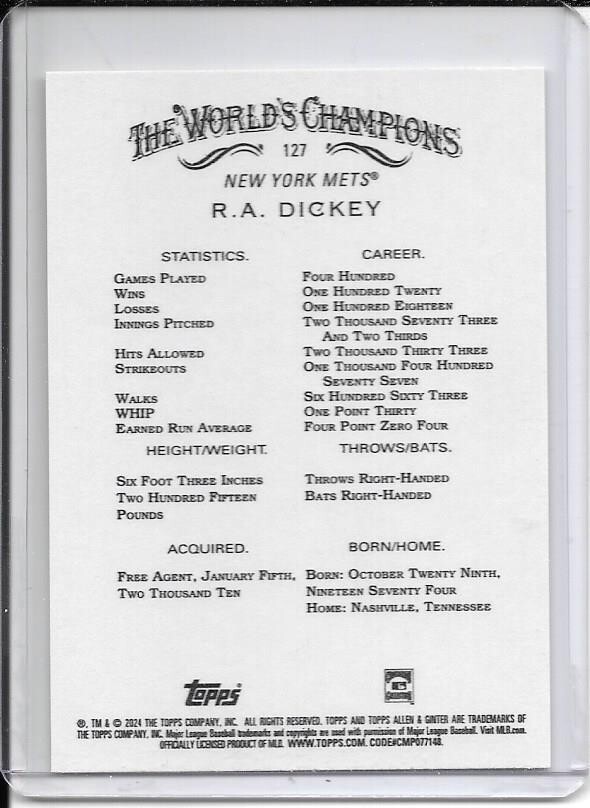 THE WORLD'S CHAMPIONS
127
NEW YORK METS®
R.A. DICKEY
STATISTICS. CAREER.
GAMES PLAYED FOUR HUNDRED
WINS ONE HUNDRED TWENTY
LOSSES ONE HUNDRED EIGHTEEN
INNINGS PITCHED TWO THOUSAND SEVENTY THREE
AND TWO THIRDS
HITS ALLOWED TWO THOUSAND THIRTY THREE
STRIKEOUTS ONE THOUSAND FOUR HUNDRED
SEVENTY SEVEN
WALKS SIX HUNDRED SIXTY THREE
WHIP ONE POINT THIRTY
EARNED RUN AVERAGE FOUR POINT ZERO FOUR
HEIGHT/WEIGHT. THROWS/BATS.
SIX FOOT THREE INCHES THROWS RIGHT-HANDED
TWO HUNDRED FIFTEEN BATS RIGHT-HANDED
POUNDS
ACQUIRED. BORN/HOME.
FREE AGENT, JANUARY FIFTH, BORN: OCTOBER TWENTY NINTH,
TWO THOUSAND TEN NINETEEN SEVENTY FOUR
HOME: NASHVILLE, TENNESSEE
topps®
®, TM & © 2024 THE TOPPS COMPANY, INC. ALL RIGHTS RESERVED. TOPPS AND TOPPS ALLEN & GINTER ARE TRADEMARKS OF
THE TOPPS COMPANY, INC. Major League Baseball trademarks and copyrights are used with permission of Major League Baseball. Visit MLB.com.
OFFICIALLY LICENSED PRODUCT OF MLB. WWW.TOPPS.COM. CODE#CMP077148.